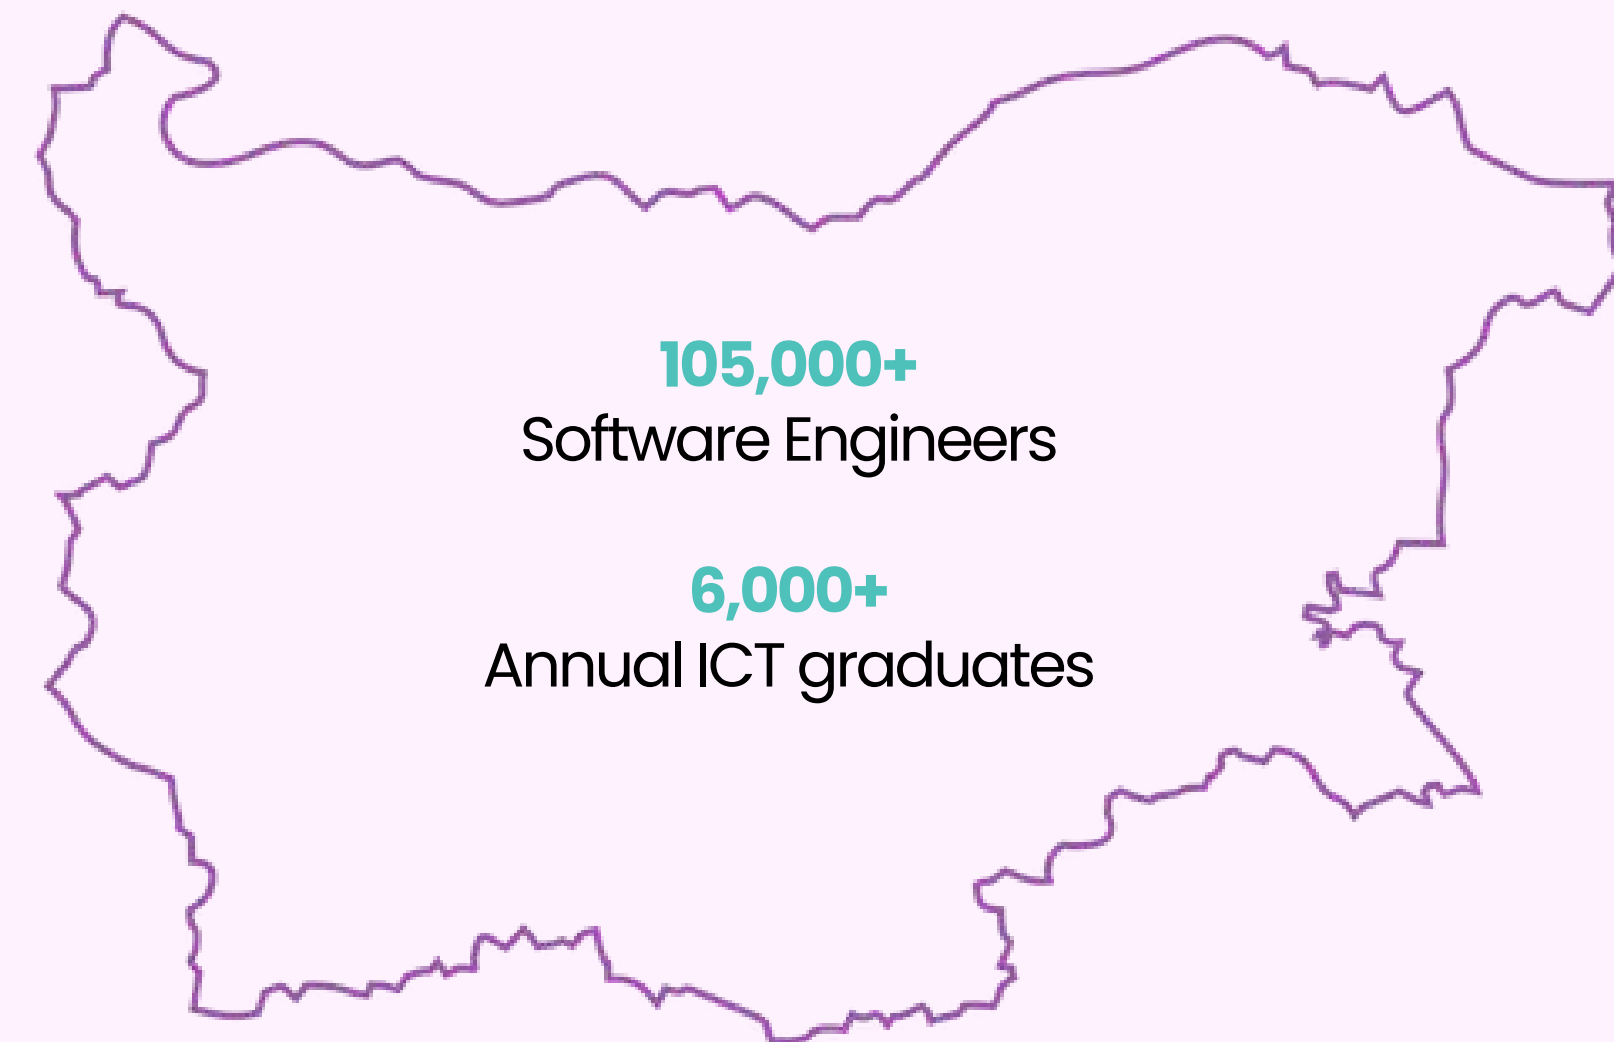 105,000+
Software Engineers
6,000+
Annual ICT graduates